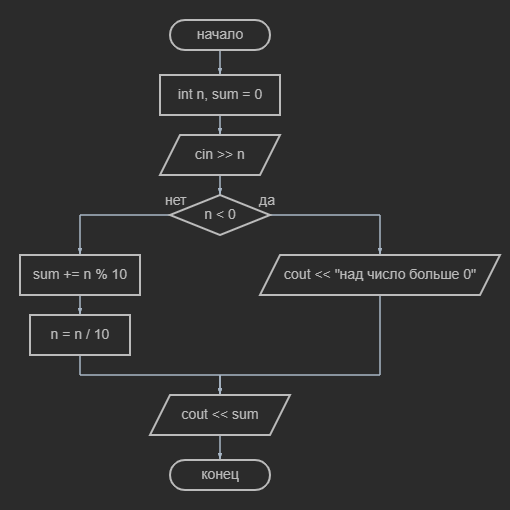 начало
int n, sum = 0
cin >> n
нет
да
n < 0
sum += n % 10
cout << "над число больше 0"
n = n / 10
cout << sum
конец